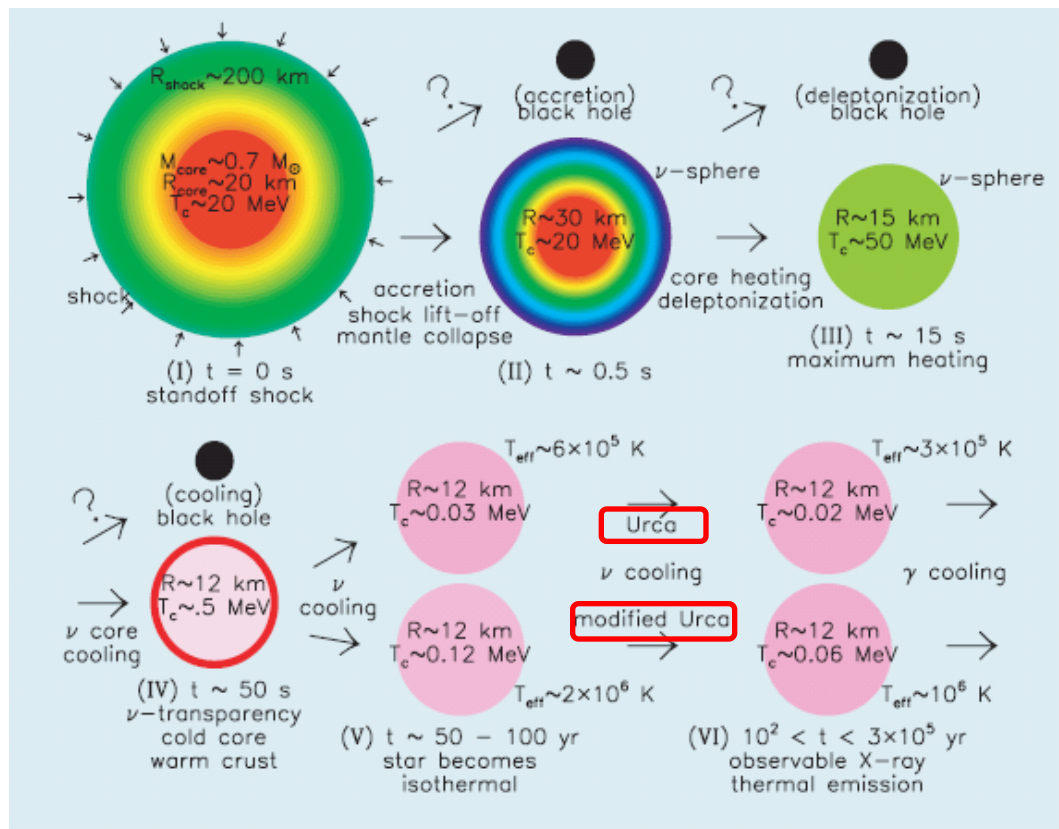 R_shock~200 km
M_core~0.7 M_⊙
R_core~20 km
T_c~20 MeV
shock
(I) t = 0 s
standoff shock
accretion
shock lift-off
mantle collapse
?
(accretion)
black hole
ν-sphere
R~30 km
T_c~20 MeV
(II) t ~ 0.5 s
core heating
deleptonization
?
(deleptonization)
black hole
ν-sphere
R~15 km
T_c~50 MeV
(III) t ~ 15 s
maximum heating
?
(cooling)
black hole
ν core
cooling
R~12 km
T_c~.5 MeV
(IV) t ~ 50 s
ν-transparency
cold core
warm crust
ν
cooling
T_eff~6×10^5 K
R~12 km
T_c~0.03 MeV
R~12 km
T_c~0.12 MeV
T_eff~2×10^6 K
(V) t ~ 50 – 100 yr
star becomes
isothermal
Urca
ν cooling
modified Urca
T_eff~3×10^5 K
R~12 km
T_c~0.02 MeV
R~12 km
T_c~0.06 MeV
T_eff~10^6 K
(VI) 10^2 < t < 3×10^5 yr
observable X-ray
thermal emission
γ cooling